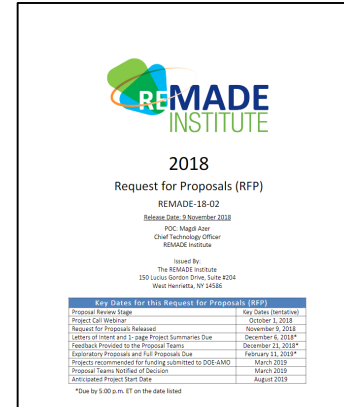 REMADE
INSTITUTE
2018
Request for Proposals (RFP)
REMADE-18-02
Release Date: 9 November 2018
POC: Magdi Azer
Chief Technology Officer
REMADE Institute
Issued By:
The REMADE Institute
150 Lucius Gordon Drive, Suite #204
West Henrietta, NY 14586
Key Dates for this Request for Proposals (RFP)
Proposal Review Stage Key Dates (tentative)
Project Call Webinar October 1, 2018
Request for Proposals Released November 9, 2018
Letters of Intent and 1- page Project Summaries Due December 6, 2018*
Feedback Provided to the Proposal Teams December 21, 2018*
Exploratory Proposals and Full Proposals Due February 11, 2019*
Projects recommended for funding submitted to DOE-AMO March 2019
Proposal Teams Notified of Decision March 2019
Anticipated Project Start Date August 2019
*Due by 5:00 p.m. ET on the date listed